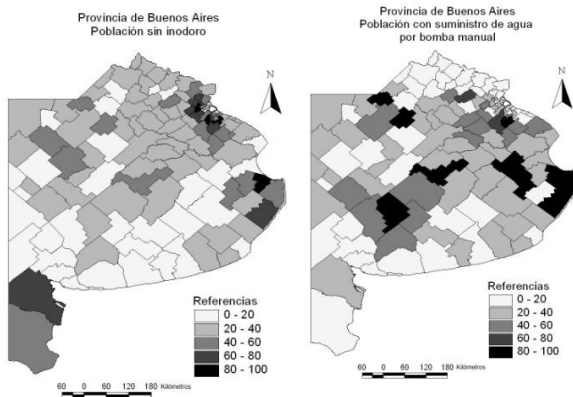 Provincia de Buenos Aires
Población sin inodoro
N
Referencias
0 - 20
20 - 40
40 - 60
60 - 80
80 - 100
60 0 60 120 180 Kilómetros
Provincia de Buenos Aires
Población con suministro de agua
por bomba manual
N
Referencias
0 - 20
20 - 40
40 - 60
60 - 80
80 - 100
60 0 60 120 180 Kilómetros